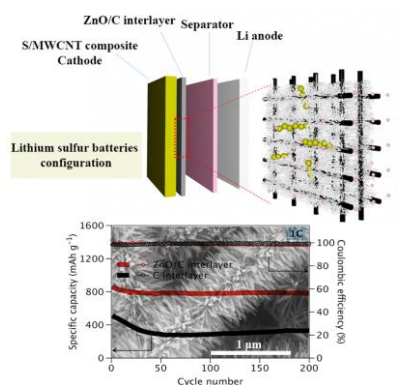 ZnO/C interlayer
Separator
S/MWCNT composite
Cathode
Li anode
Lithium sulfur batteries
configuration
1C
1600
1200
800
400
0
Specific capacity (mAh g⁻¹)
ZnO/C interlayer
C interlayer
1 μm
100
80
60
40
20
0
Coulombic efficiency (%)
0
50
100
150
200
Cycle number